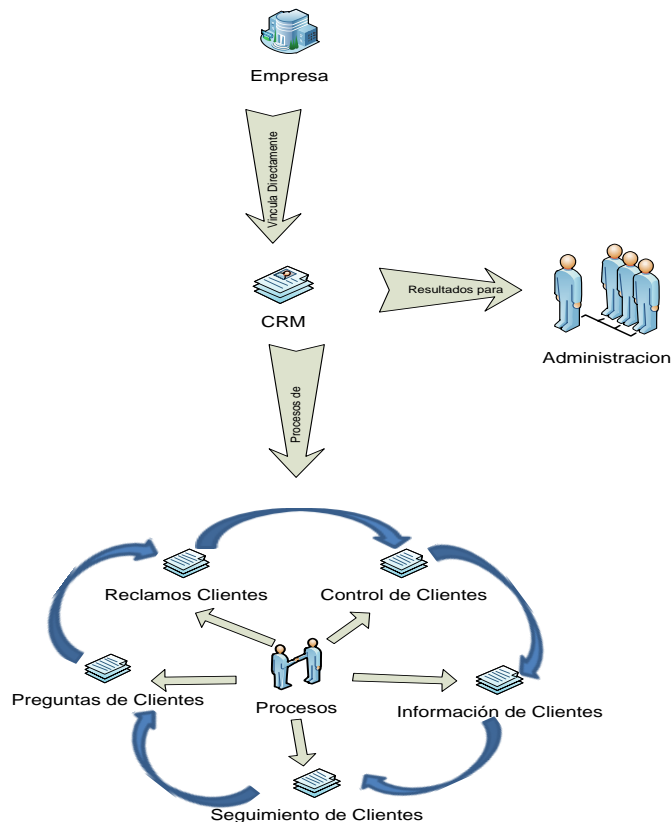 Empresa
Vincula Directamente
CRM
Resultados para
Administracion
Procesos de
Reclamos Clientes
Control de Clientes
Preguntas de Clientes
Procesos
Información de Clientes
Seguimiento de Clientes